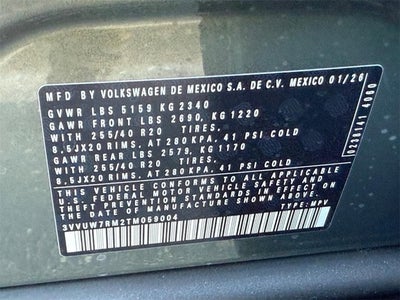 MFD BY VOLKSWAGEN DE MEXICO S.A. DE C.V. MEXICO 01/26
GVWR LBS 5159 KG 2340
GAWR FRONT LBS 2690, KG 1220
WITH 255/40 R20 TIRES,
8.5JX20 RIMS, AT 280 KPA, 41 PSI COLD
GAWR REAR LBS 2579, KG 1170
WITH 255/40 R20 TIRES,
8.5JX20 RIMS, AT 280 KPA, 41 PSI COLD
THIS VEHICLE CONFORMS TO ALL APPLICABLE
FEDERAL MOTOR VEHICLE SAFETY AND
THEFT PREVENTION STANDARDS IN EFFECT
ON THE DATE OF MANUFACTURE SHOWN ABOVE.
3VVUW7RM2TM059004
TYPE: MPV
0238141 4060